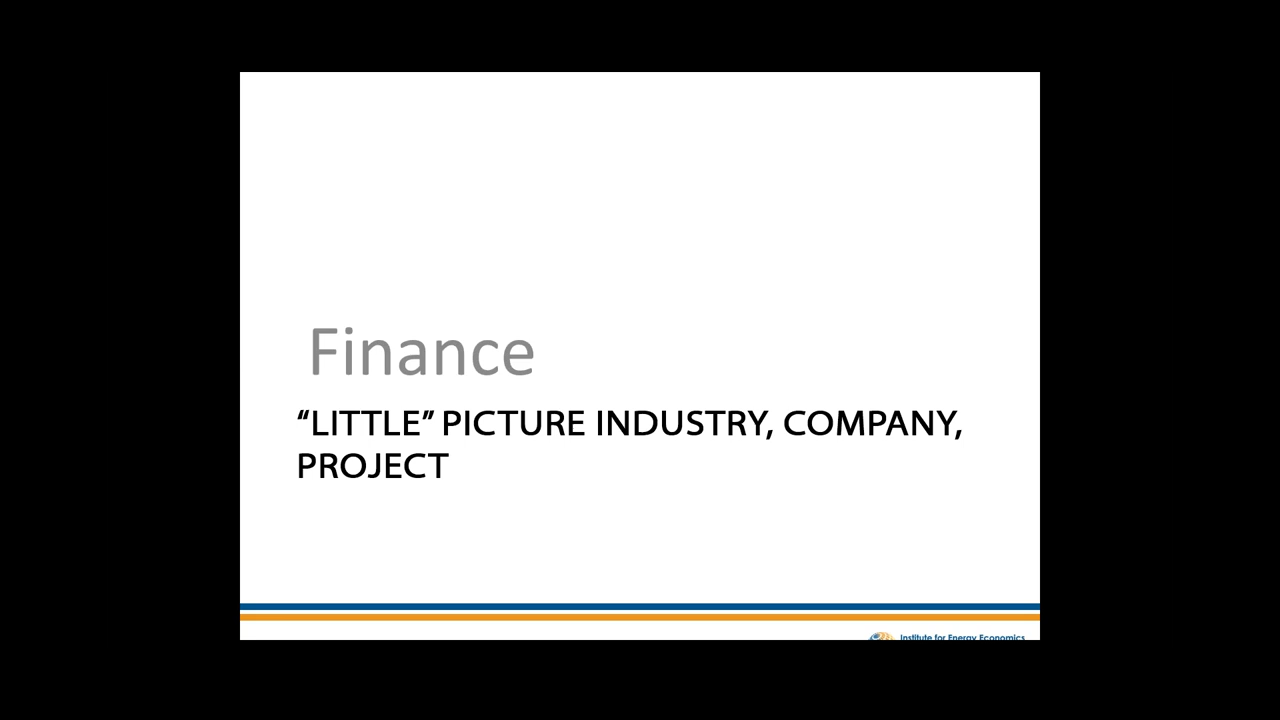 Finance
“LITTLE” PICTURE INDUSTRY, COMPANY,
PROJECT
Institute for Energy Economics